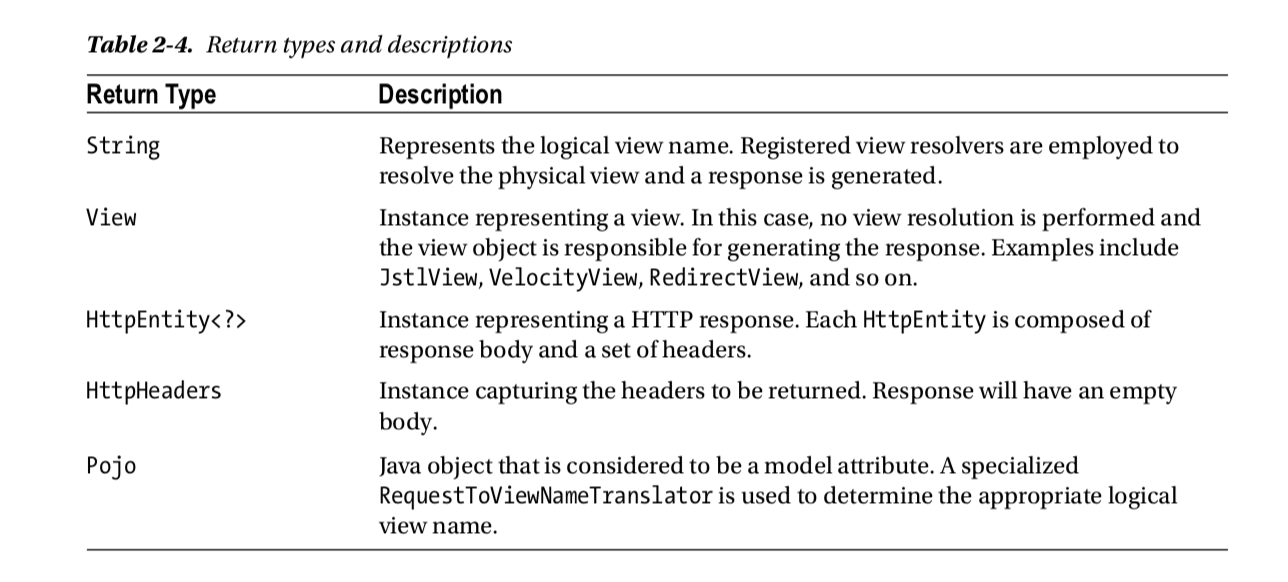 Table 2-4. Return types and descriptions
Return Type Description
String Represents the logical view name. Registered view resolvers are employed to
resolve the physical view and a response is generated.
View Instance representing a view. In this case, no view resolution is performed and
the view object is responsible for generating the response. Examples include
JstlView, VelocityView, RedirectView, and so on.
HttpEntity<?> Instance representing a HTTP response. Each HttpEntity is composed of
response body and a set of headers.
HttpHeaders Instance capturing the headers to be returned. Response will have an empty
body.
Pojo Java object that is considered to be a model attribute. A specialized
RequestToViewNameTranslator is used to determine the appropriate logical
view name.